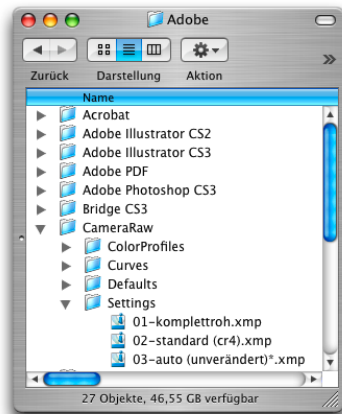 Adobe
Zurück Darstellung Aktion
Name
Acrobat
Adobe Illustrator CS2
Adobe Illustrator CS3
Adobe PDF
Adobe Photoshop CS3
Bridge CS3
CameraRaw
ColorProfiles
Curves
Defaults
Settings
01-komplettroh.xmp
02-standard (cr4).xmp
03-auto (unverändert)*.xmp
27 Objekte, 46,55 GB verfügbar